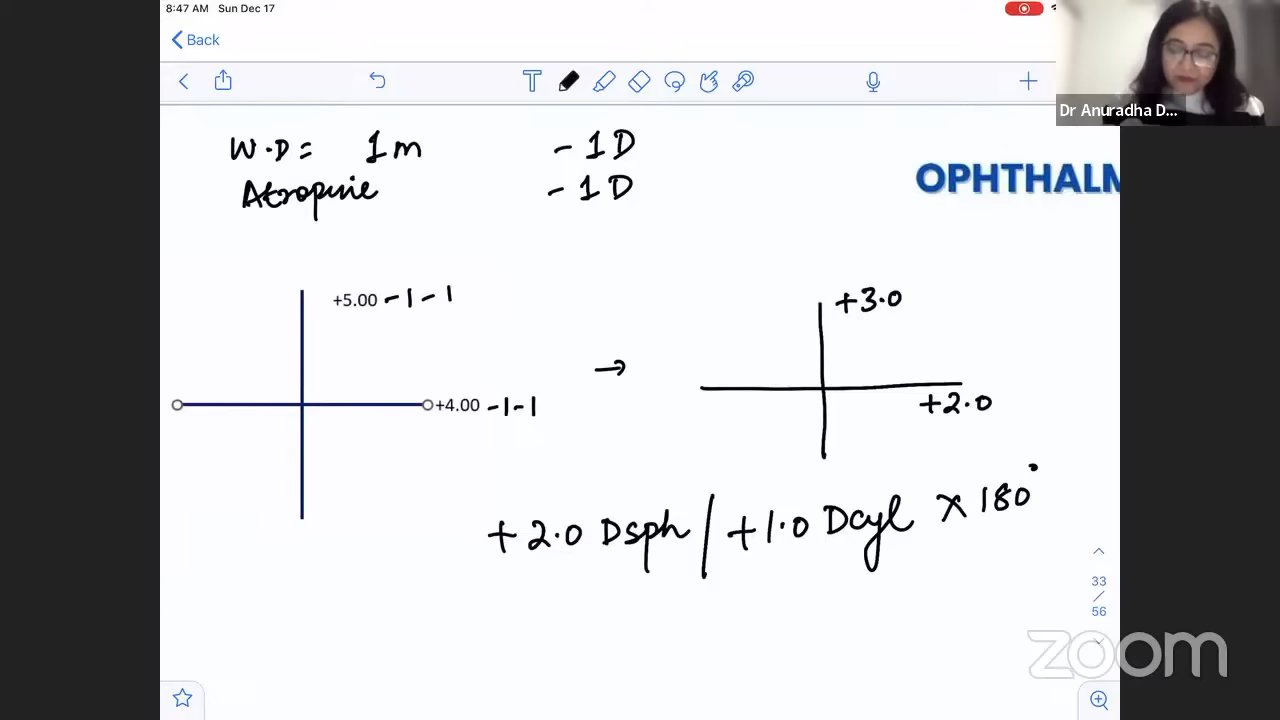 8:47 AM Sun Dec 17
Back
Dr Anuradha D...
W.D = 1m - 1D
Atropine - 1D
OPHTHALM
+5.00 - 1 - 1
+3.0
→
+4.00 - 1 - 1
+2.0
+ 2.0 Dsph / + 1.0 Dcyl × 180°
33
/
56
zoom